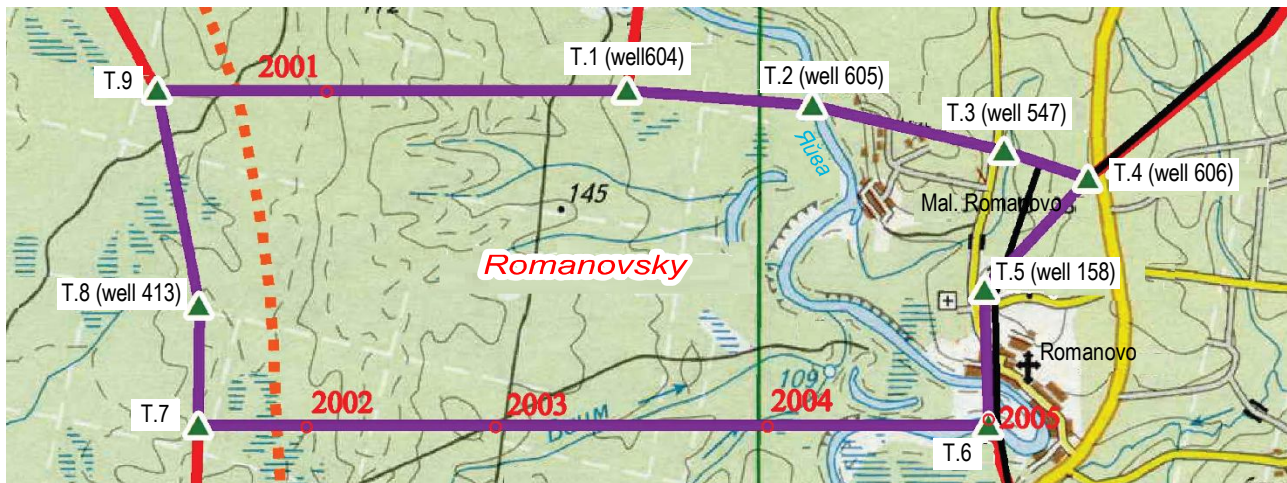 T.9
2001
T.1 (well604)
T.2 (well 605)
T.3 (well 547)
T.4 (well 606)
Яйва
145
Mal. Romanovo
Romanovsky
T.8 (well 413)
T.5 (well 158)
Romanovo
109
T.7
2002
2003
2004
2005
T.6